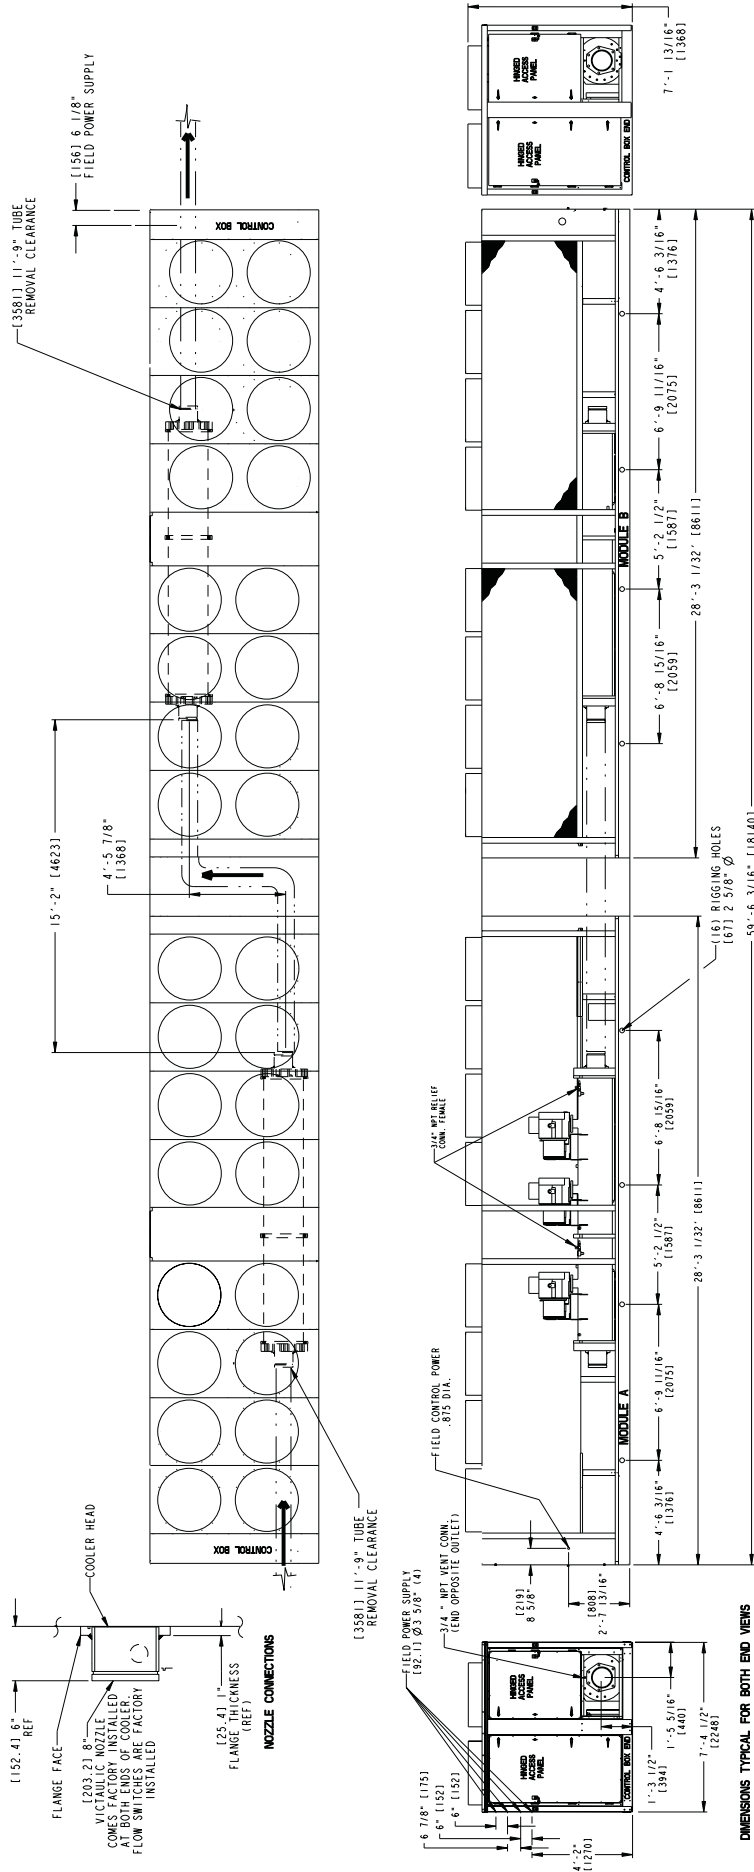 [152.4] 6"
REF
FLANGE FACE
[203.2] 8"
VICTAULIC NOZZLE
COMES FACTORY INSTALLED
AT BOTH ENDS OF COOLER.
FLOW SWITCHES ARE FACTORY
INSTALLED
COOLER HEAD
[25.4] 1"
FLANGE THICKNESS
(REF)
NOZZLE CONNECTIONS
CONTROL BOX
[3581] 11'-9" TUBE
REMOVAL CLEARANCE
15'-2" [4623]
4'-5 7/8"
[1368]
[3581] 11'-9" TUBE
REMOVAL CLEARANCE
[156] 6 1/8"
FIELD POWER SUPPLY
CONTROL BOX
6 7/8" [175]
6" [152]
6" [152]
FIELD POWER SUPPLY
[92.1] Ø3 5/8" (4)
3/4 " NPT VENT CONN.
(END OPPOSITE OUTLET)
HINGED
ACCESS
PANEL
HINGED
ACCESS
PANEL
CONTROL BOX END
4'-2"
[1270]
1'-3 1/2"
[394]
1'-5 5/16"
[440]
7'-4 1/2"
[2248]
DIMENSIONS TYPICAL FOR BOTH END VIEWS
FIELD CONTROL POWER
.875 DIA.
[219]
8 5/8"
[808]
2'-7 13/16"
3/4" NPT RELIEF
CONN. FEMALE
MODULE A
4'-6 3/16"
[1376]
6'-9 11/16"
[2075]
5'-2 1/2"
[1587]
6'-8 15/16"
[2059]
28'-3 1/32' [8611]
(16) RIGGING HOLES
[67] 2 5/8" Ø
59'-6 3/16" [18140]
MODULE B
6'-8 15/16"
[2059]
5'-2 1/2"
[1587]
6'-9 11/16"
[2075]
4'-6 3/16"
[1376]
28'-3 1/32' [8611]
HINGED
ACCESS
PANEL
HINGED
ACCESS
PANEL
CONTROL BOX END
7'-1 13/16"
[1368]